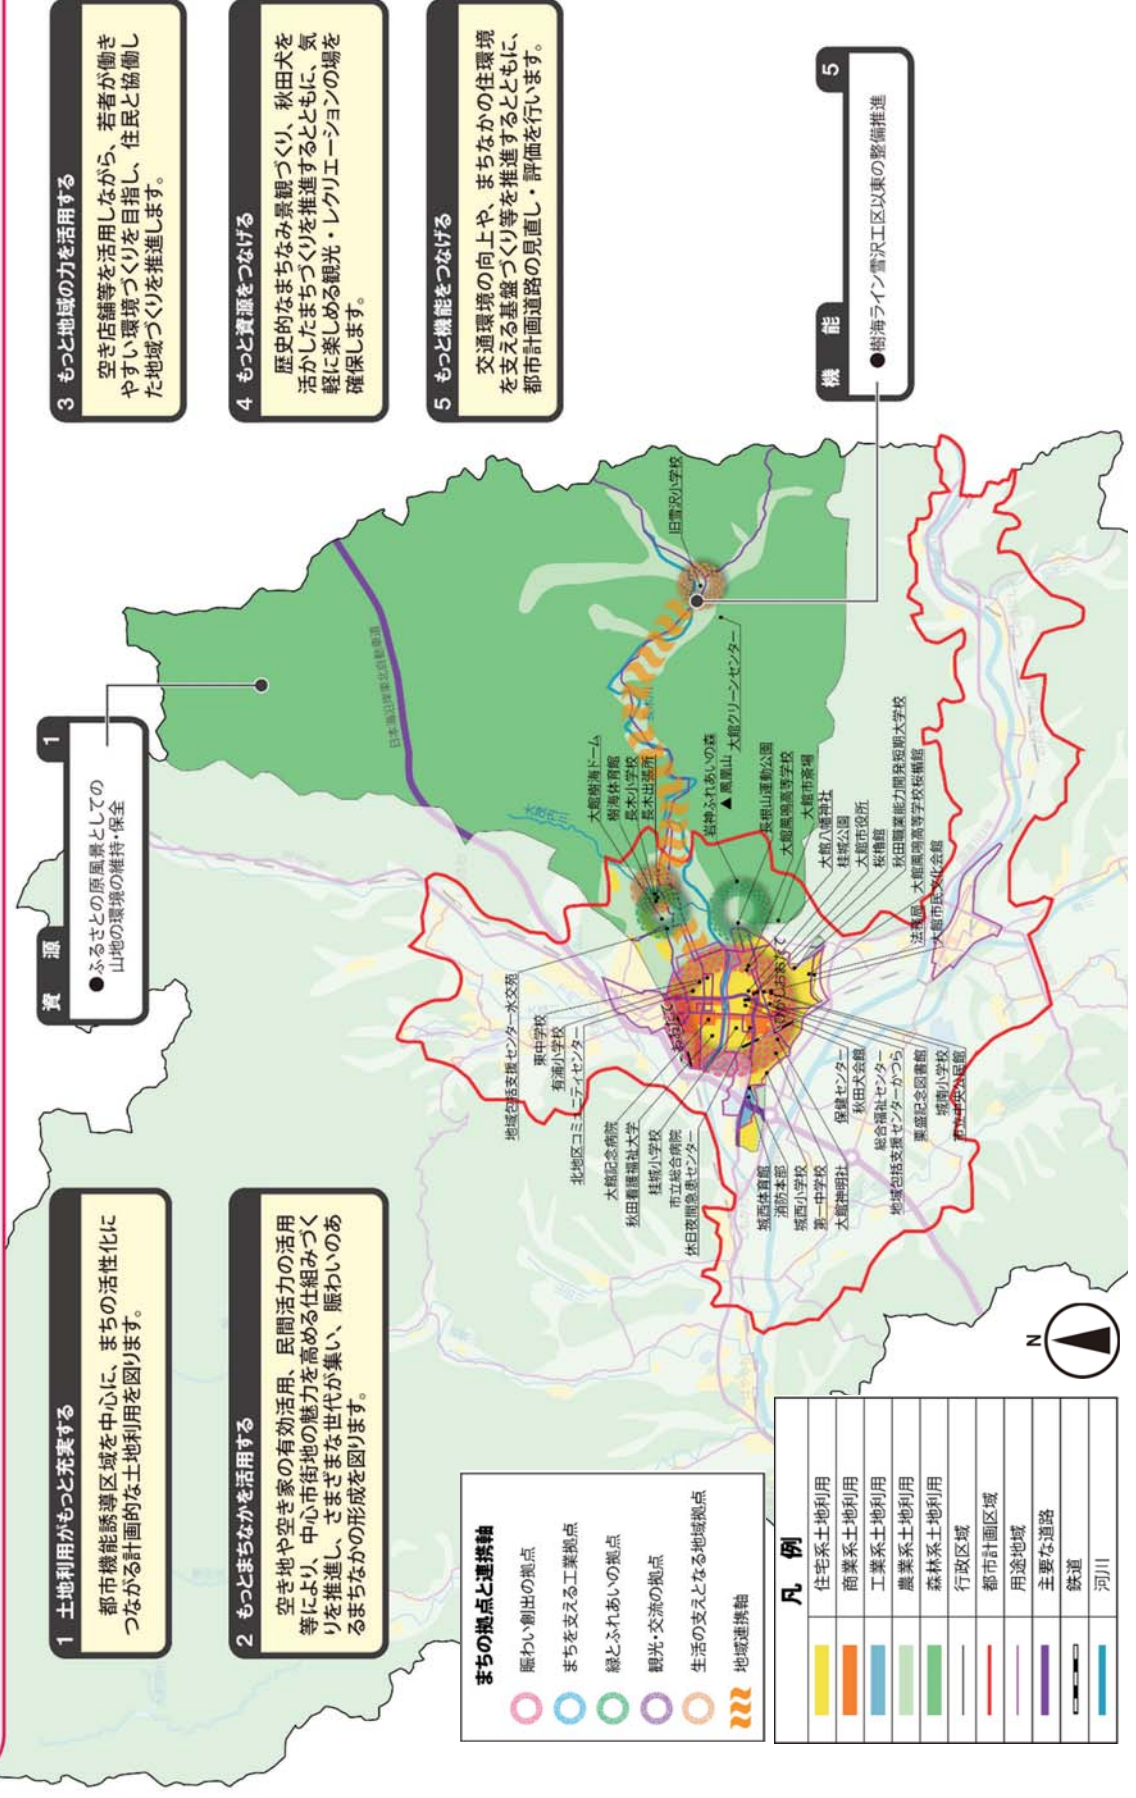 1 土地利用がもっと充実する
都市機能誘導区域を中心に、まちの活性化に
つながる計画的な土地利用を図ります。
2 もっとまちなかを活用する
空き地や空き家の有効活用、民間活力の活用
等により、中心市街地の魅力を高める仕組みづく
りを推進し、さまざまな世代が集い、賑わいのあ
るまちなかの形成を図ります。
3 もっと地域の力を活用する
空き店舗等を活用しながら、若者が働き
やすい環境づくりを目指し、住民と協働し
た地域づくりを推進します。
4 もっと資源をつなげる
歴史的なまちなみ景観づくり、秋田犬を
活かしたまちづくりを推進するとともに、気
軽に楽しめる観光・レクリエーションの場を
確保します。
5 もっと機能をつなげる
交通環境の向上や、まちなかの住環境
を支える基盤づくり等を推進するとともに、
都市計画道路の見直し・評価を行います。
資 源 1
●ふるさとの原風景としての
山地の環境の維持・保全
機 能 5
●樹海ライン雪沢工区以東の整備推進
日本海沿岸東北自動車道
旧雪沢小学校
大館樹海ドーム
樹海体育館
長木小学校
長木出張所
岩神ふれあいの森
▲鳳凰山
大館クリーンセンター
長根山運動公園
大館鳳鳴高等学校
大館市斎場
大館八幡神社
桂城公園
大館市役所
桜櫓館
秋田職業能力開発短期大学校
大館鳳鳴高等学校桜櫓館
法務局
大館市民文化会館
地域包括支援センター水交苑
東中学校
有浦小学校
北地区コミュニティセンター
大館記念病院
秋田看護福祉大学
桂城小学校
市立総合病院
休日夜間急患センター
おおだて
ひがしおおだて
城西体育館
消防本部
城西小学校
第一中学校
大館神明社
保健センター
秋田犬会館
総合福祉センター
地域包括支援センターかつら
栗盛記念図書館
城南小学校
市立中央公民館
まちの拠点と連携軸
賑わい創出の拠点
まちを支える工業拠点
緑とふれあいの拠点
観光・交流の拠点
生活の支えとなる地域拠点
地域連携軸
凡 例
住宅系土地利用
商業系土地利用
工業系土地利用
農業系土地利用
森林系土地利用
行政区域
都市計画区域
用途地域
主要な道路
鉄道
河川
N